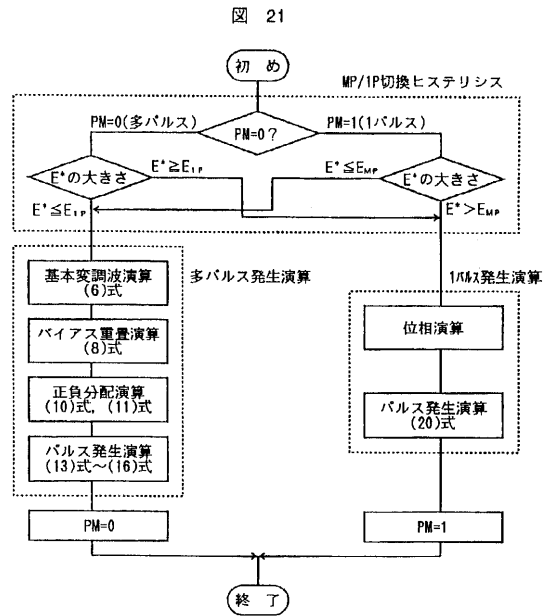 図 21
初 め
MP/1P切換ヒステリシス
PM=0(多パルス)
PM=0?
PM=1(1パルス)
E*の大きさ
E*≧E1P
E*≦EMP
E*の大きさ
E*≦E1P
E*>EMP
多パルス発生演算
1パルス発生演算
基本変調波演算
(6)式
バイアス重畳演算
(8)式
正負分配演算
(10)式, (11)式
パルス発生演算
(13)式～(16)式
位相演算
パルス発生演算
(20)式
PM=0
PM=1
終 了